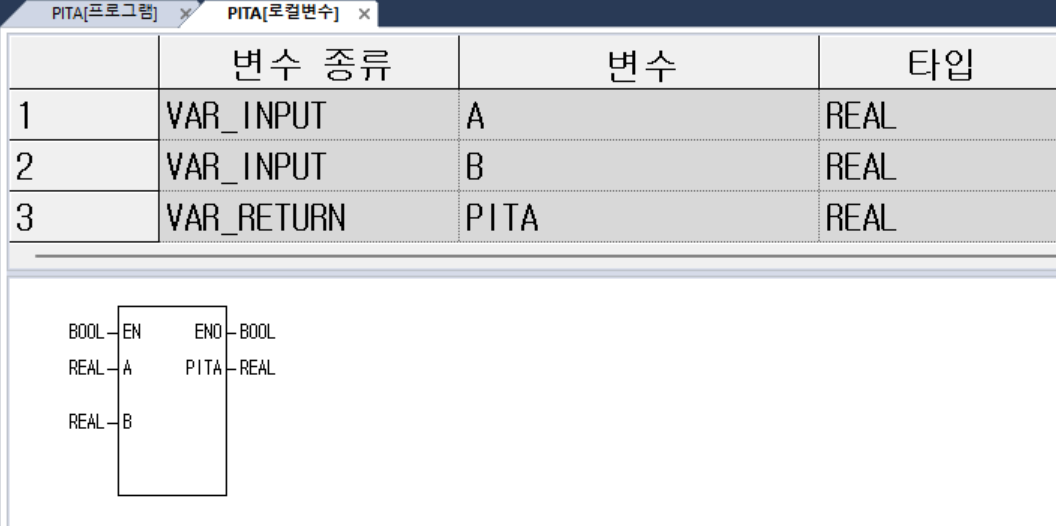 PITA[프로그램] × PITA[로컬변수] ×
변수 종류 변수 타입
1 VAR_INPUT A REAL
2 VAR_INPUT B REAL
3 VAR_RETURN PITA REAL
BOOL EN ENO BOOL
REAL A PITA REAL
REAL B